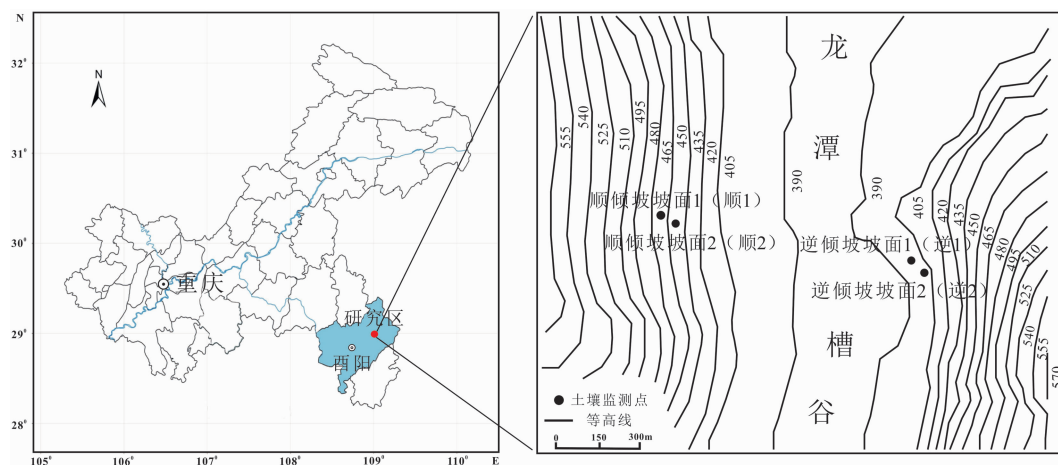 N
32°
31°
30°
29°
28°
105°
106°
107°
108°
109°
110°
E
N
重庆
研究区
酉阳
龙
潭
槽
谷
555
540
525
510
495
480
465
450
435
420
405
390
390
405
420
435
450
465
480
495
510
525
540
555
570
顺倾坡坡面1（顺1）
顺倾坡坡面2（顺2）
逆倾坡坡面1（逆1）
逆倾坡坡面2（逆2）
土壤监测点
等高线
0 150 300m